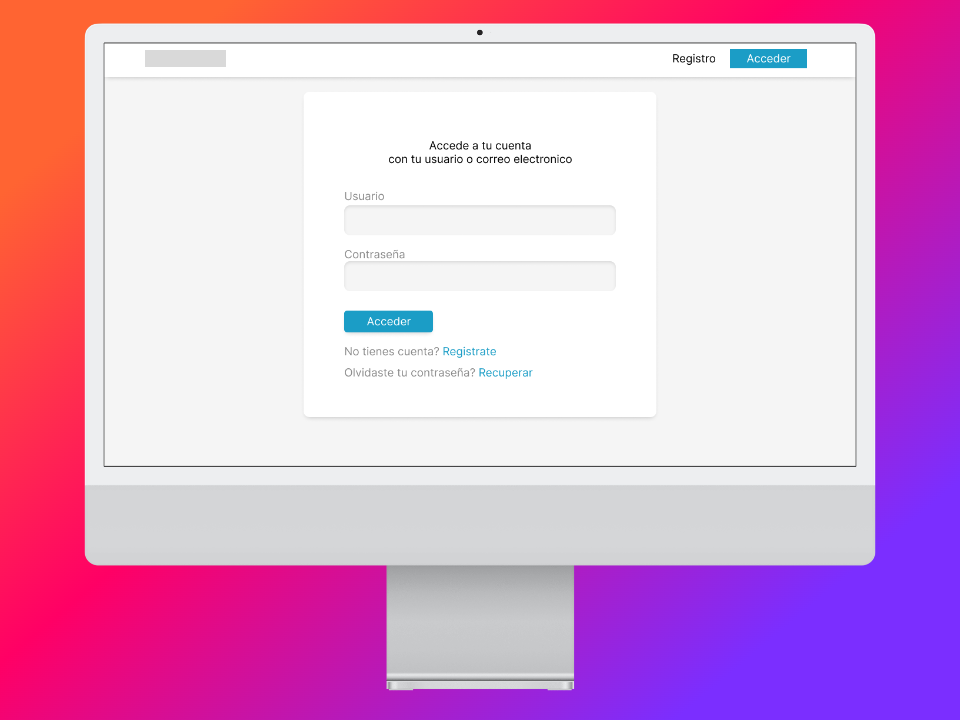 Registro
Acceder
Accede a tu cuenta
con tu usuario o correo electronico
Usuario
Contraseña
Acceder
No tienes cuenta? Registrate
Olvidaste tu contraseña? Recuperar